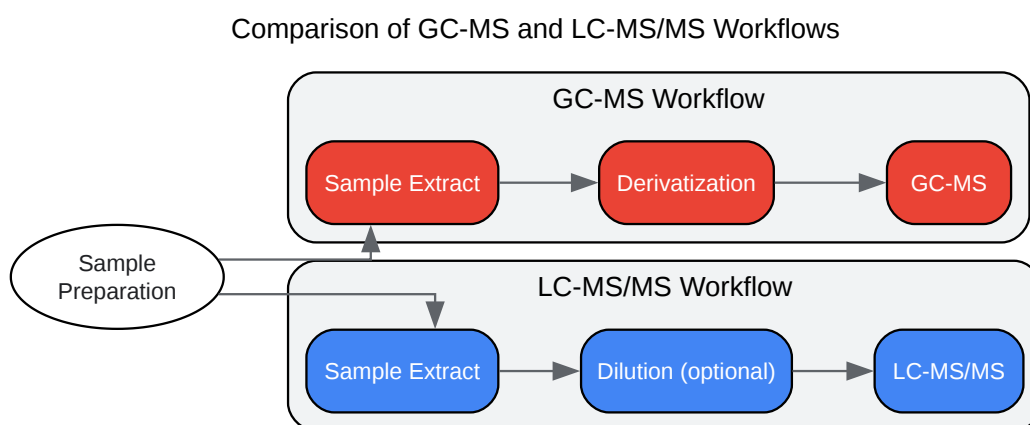 Comparison of GC-MS and LC-MS/MS Workflows
GC-MS Workflow
Sample Extract
Derivatization
GC-MS
Sample
Preparation
LC-MS/MS Workflow
Sample Extract
Dilution (optional)
LC-MS/MS